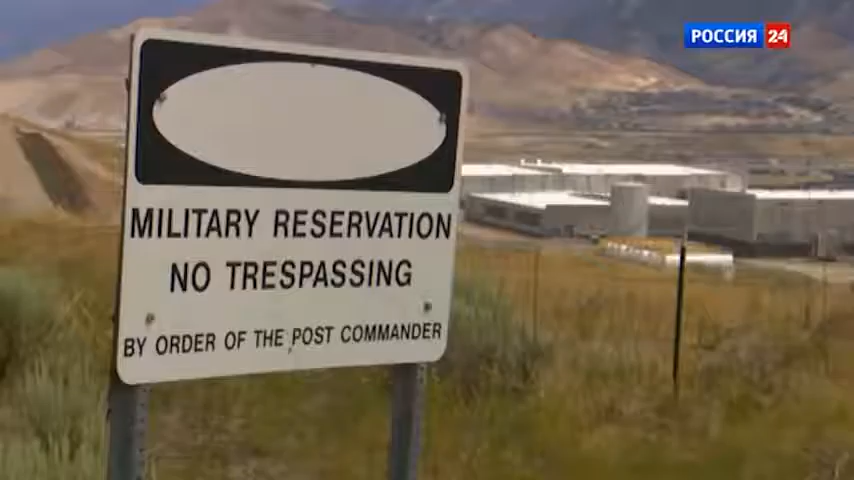 РОССИЯ 24
MILITARY RESERVATION
NO TRESPASSING
BY ORDER OF THE POST COMMANDER